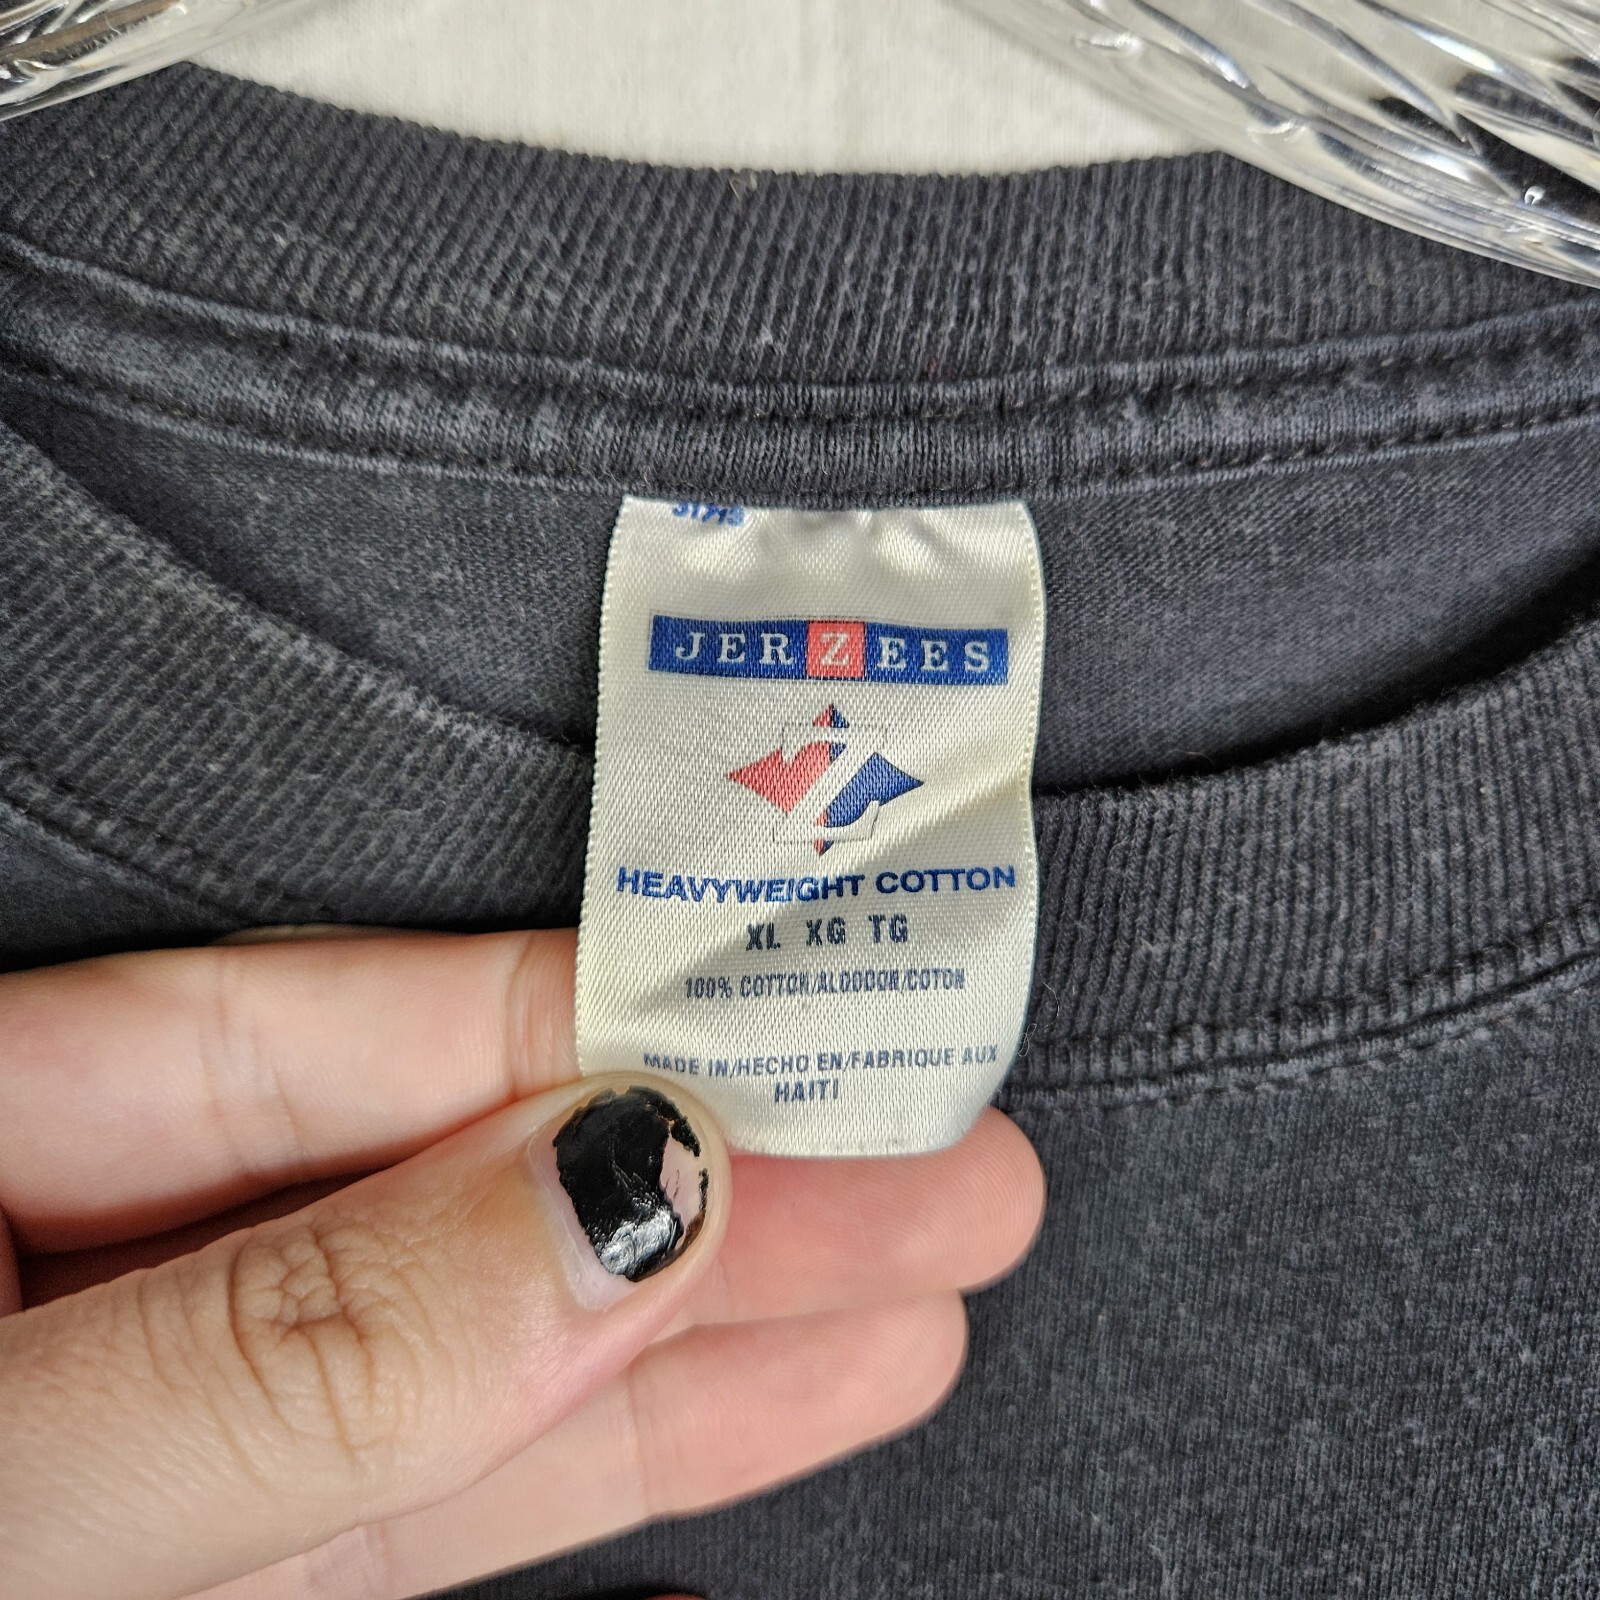 JERZEES
HEAVYWEIGHT COTTON
XL XG TG
100% COTTON/ALGODON/COTON
MADE IN/HECHO EN/FABRIQUE AUX
HAITI